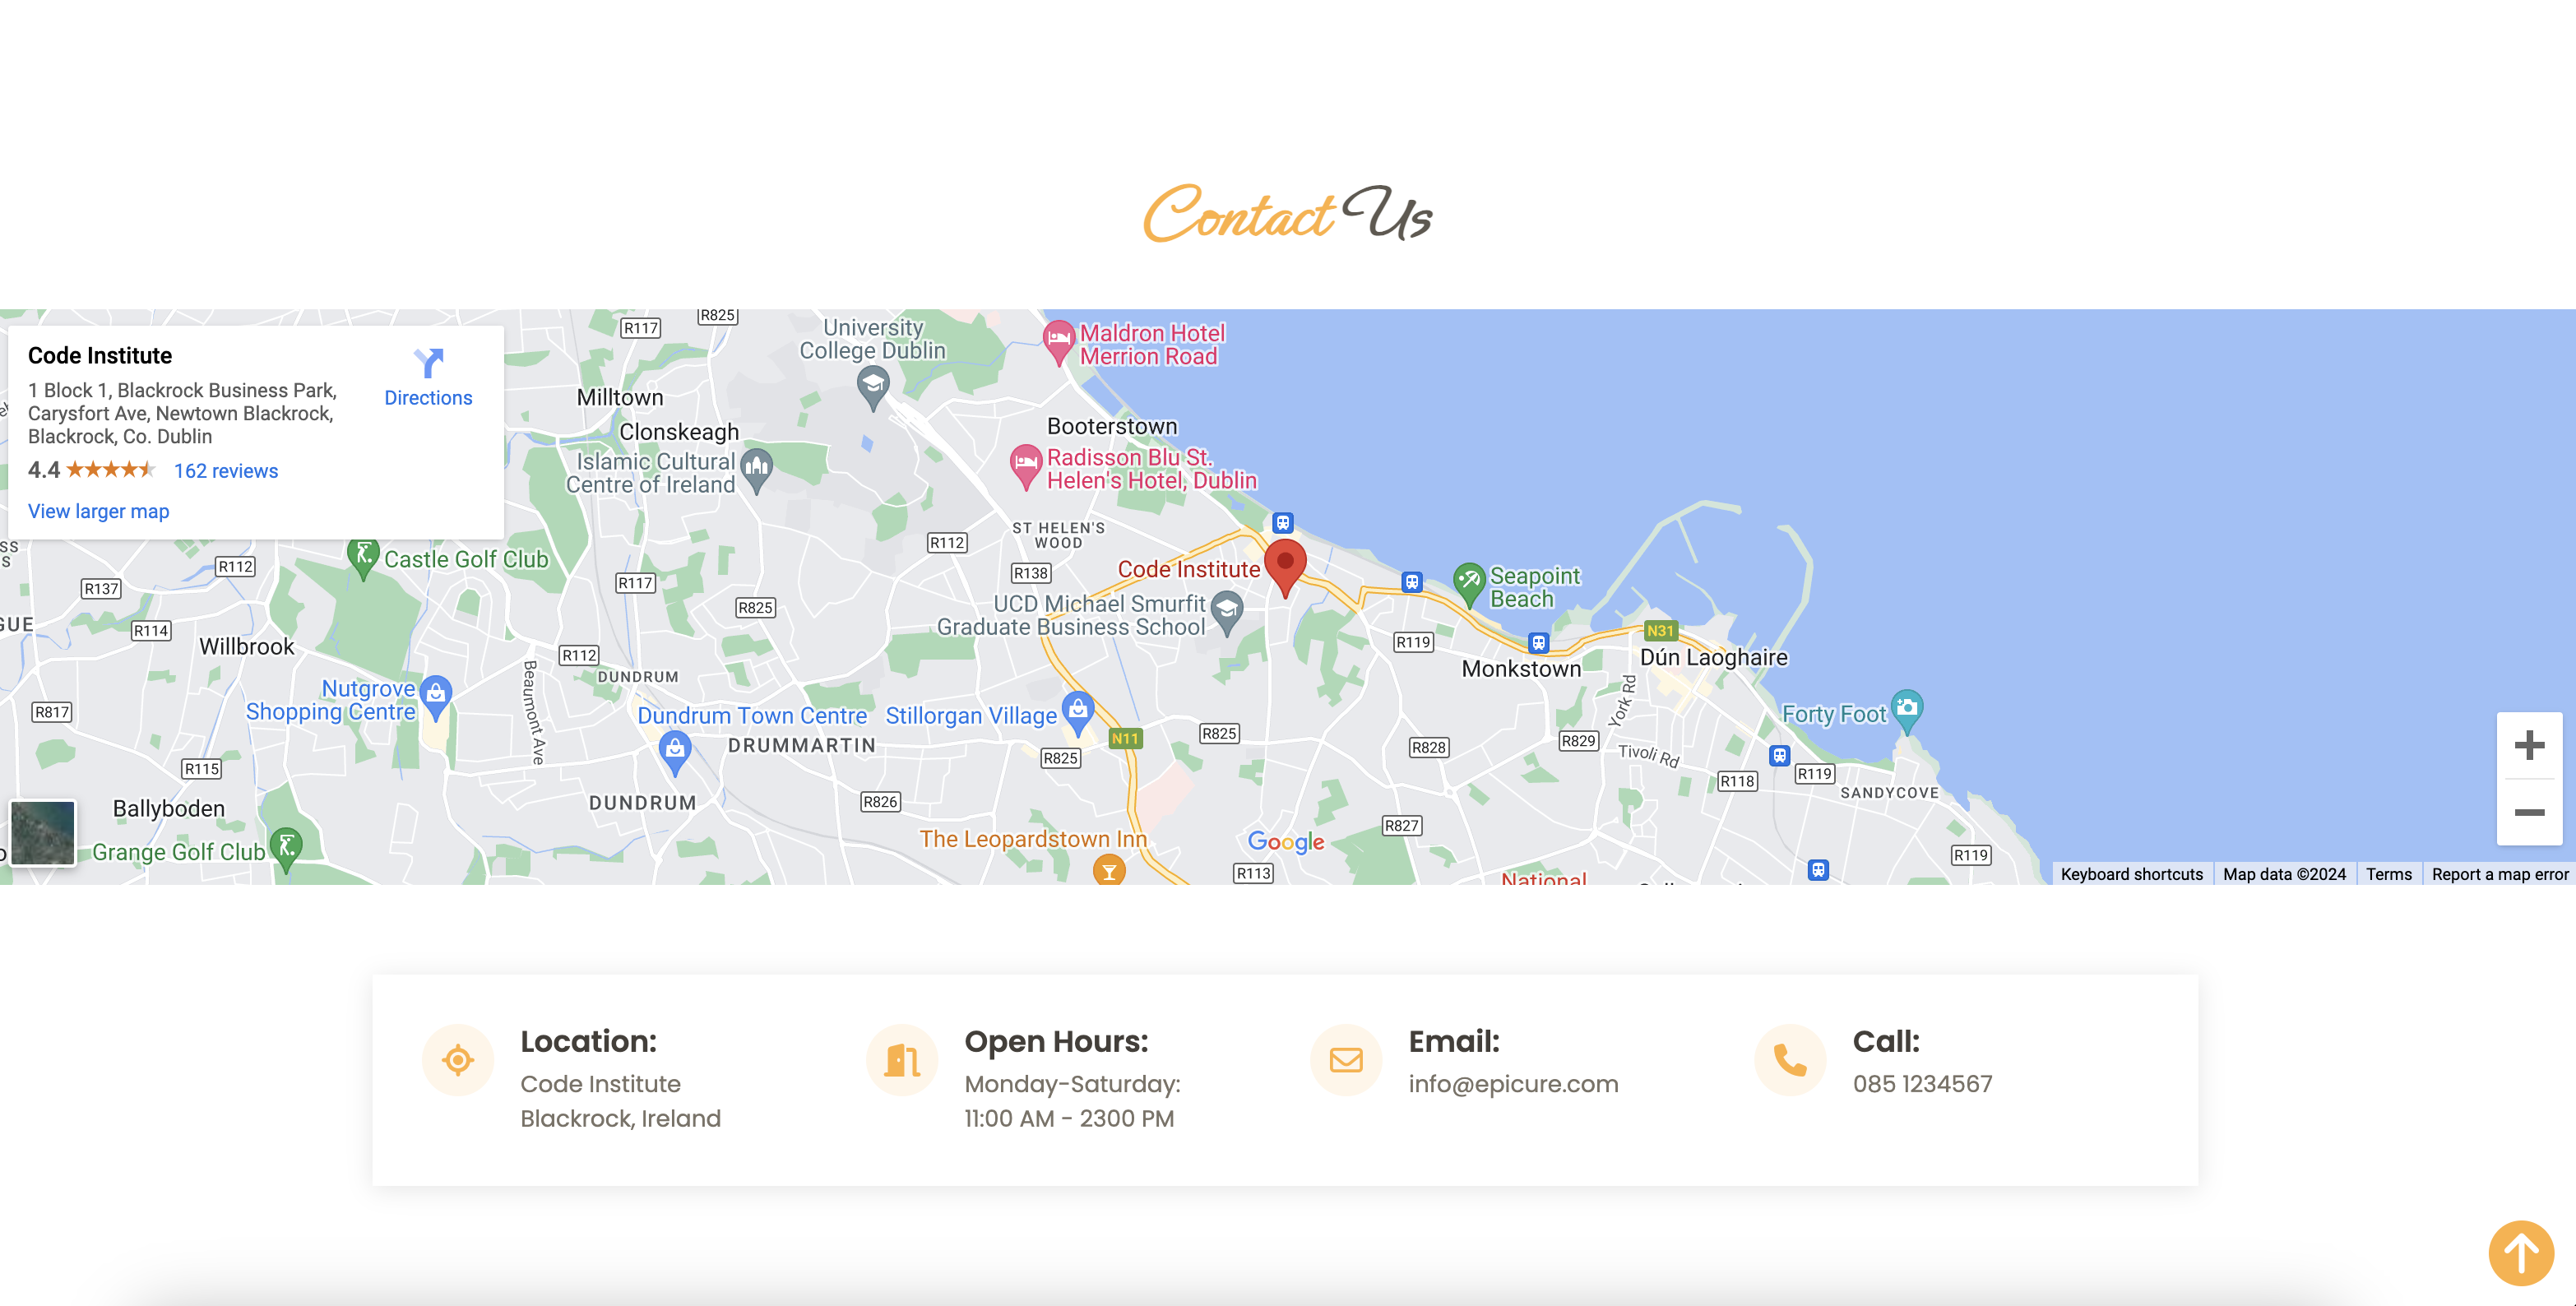 Contact Us
Code Institute
1 Block 1, Blackrock Business Park,
Carysfort Ave, Newtown Blackrock,
Blackrock, Co. Dublin
4.4
162 reviews
View larger map
Directions
R117
R825
University
College Dublin
Maldron Hotel
Merrion Road
Milltown
Clonskeagh
Booterstown
Islamic Cultural
Centre of Ireland
Radisson Blu St.
Helen's Hotel, Dublin
ST HELEN'S
WOOD
R112
R138
Castle Golf Club
R112
R137
R117
R825
Code Institute
UCD Michael Smurfit
Graduate Business School
Seapoint
Beach
R114
Willbrook
R112
DUNDRUM
R119
Monkstown
N31
Dún Laoghaire
Beaumont Ave
Nutgrove
Shopping Centre
R817
Dundrum Town Centre
Stillorgan Village
DRUMMARTIN
N11
R825
R825
R828
R829
York Rd
Tivoli Rd
Forty Foot
R118
R119
SANDYCOVE
R115
Ballyboden
DUNDRUM
R826
The Leopardstown Inn
Google
R827
R113
National
R119
Grange Golf Club
Keyboard shortcuts
Map data ©2024
Terms
Report a map error
Location:
Code Institute
Blackrock, Ireland
Open Hours:
Monday-Saturday:
11:00 AM - 2300 PM
Email:
info@epicure.com
Call:
085 1234567